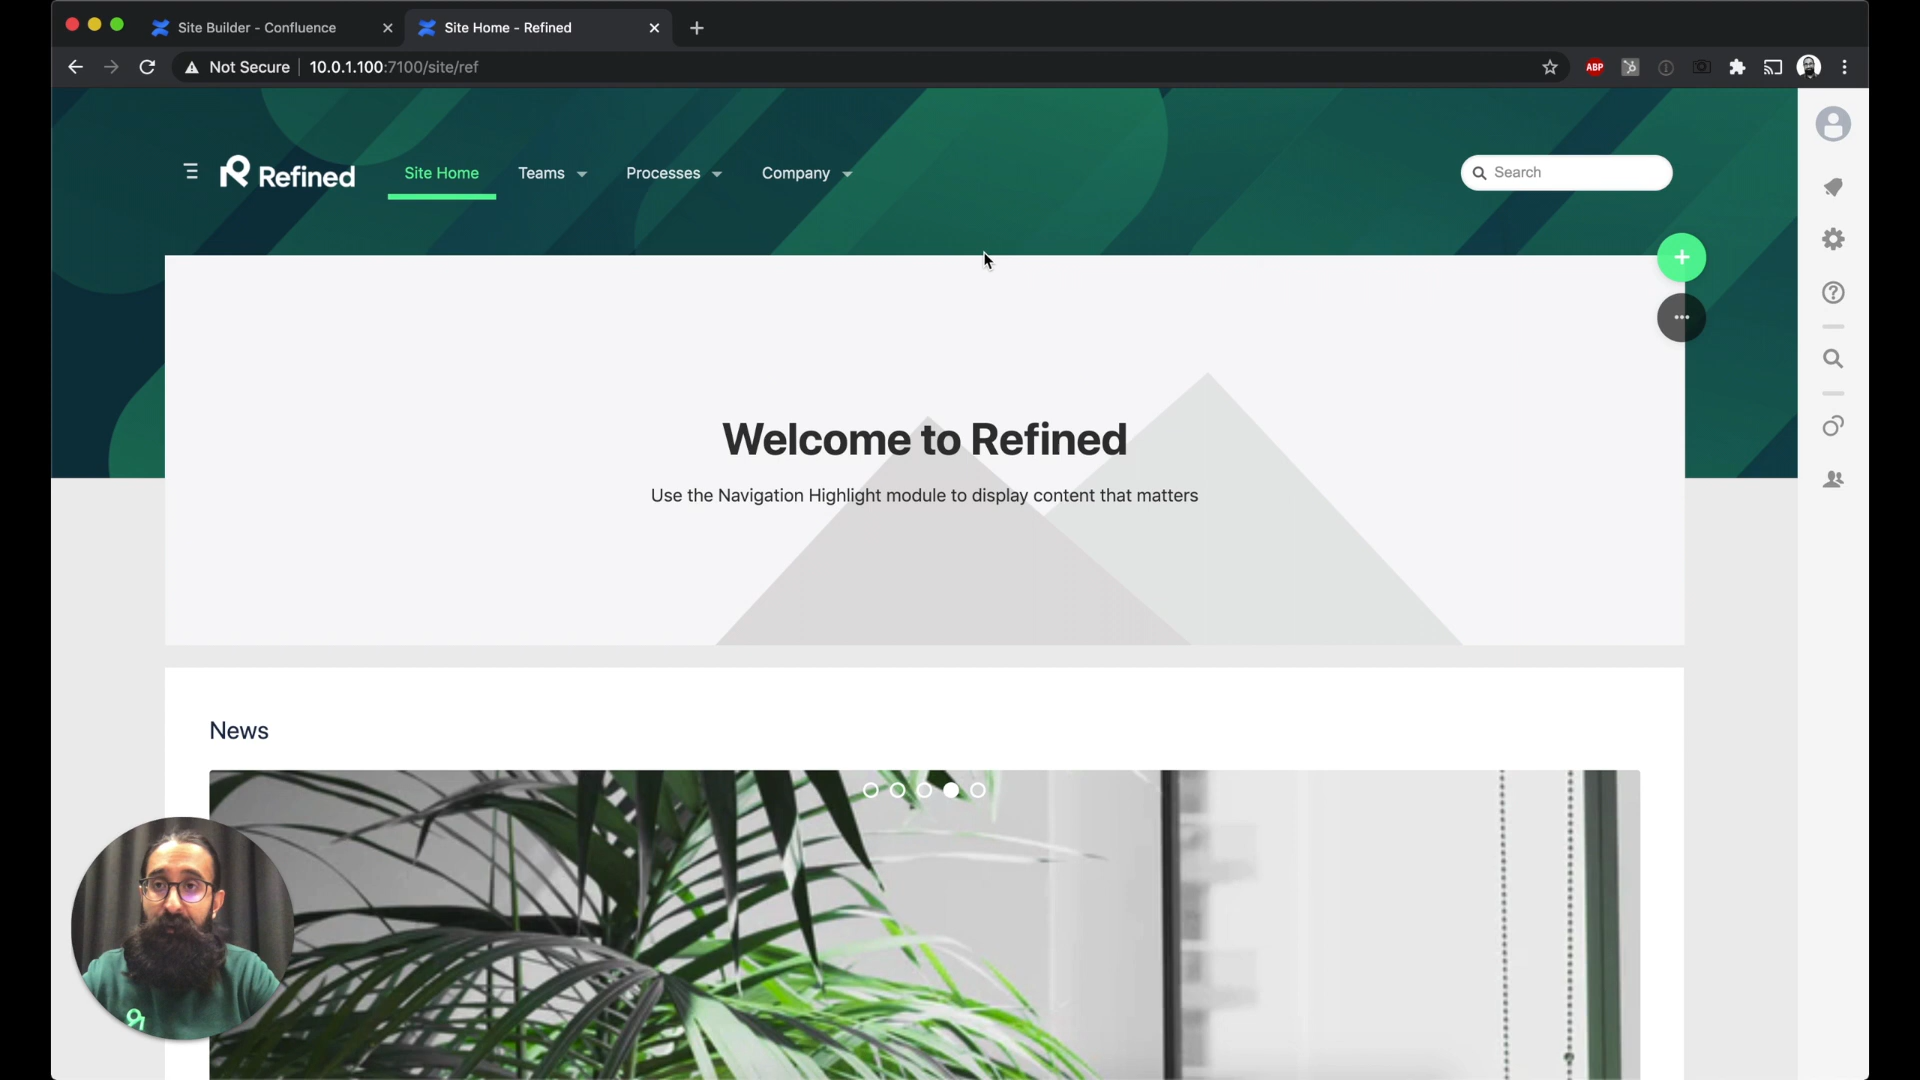 Site Builder - Confluence
Site Home - Refined
Not Secure
10.0.1.100:7100/site/ref
ABP
Refined
Site Home
Teams
Processes
Company
Search
Welcome to Refined
Use the Navigation Highlight module to display content that matters
News